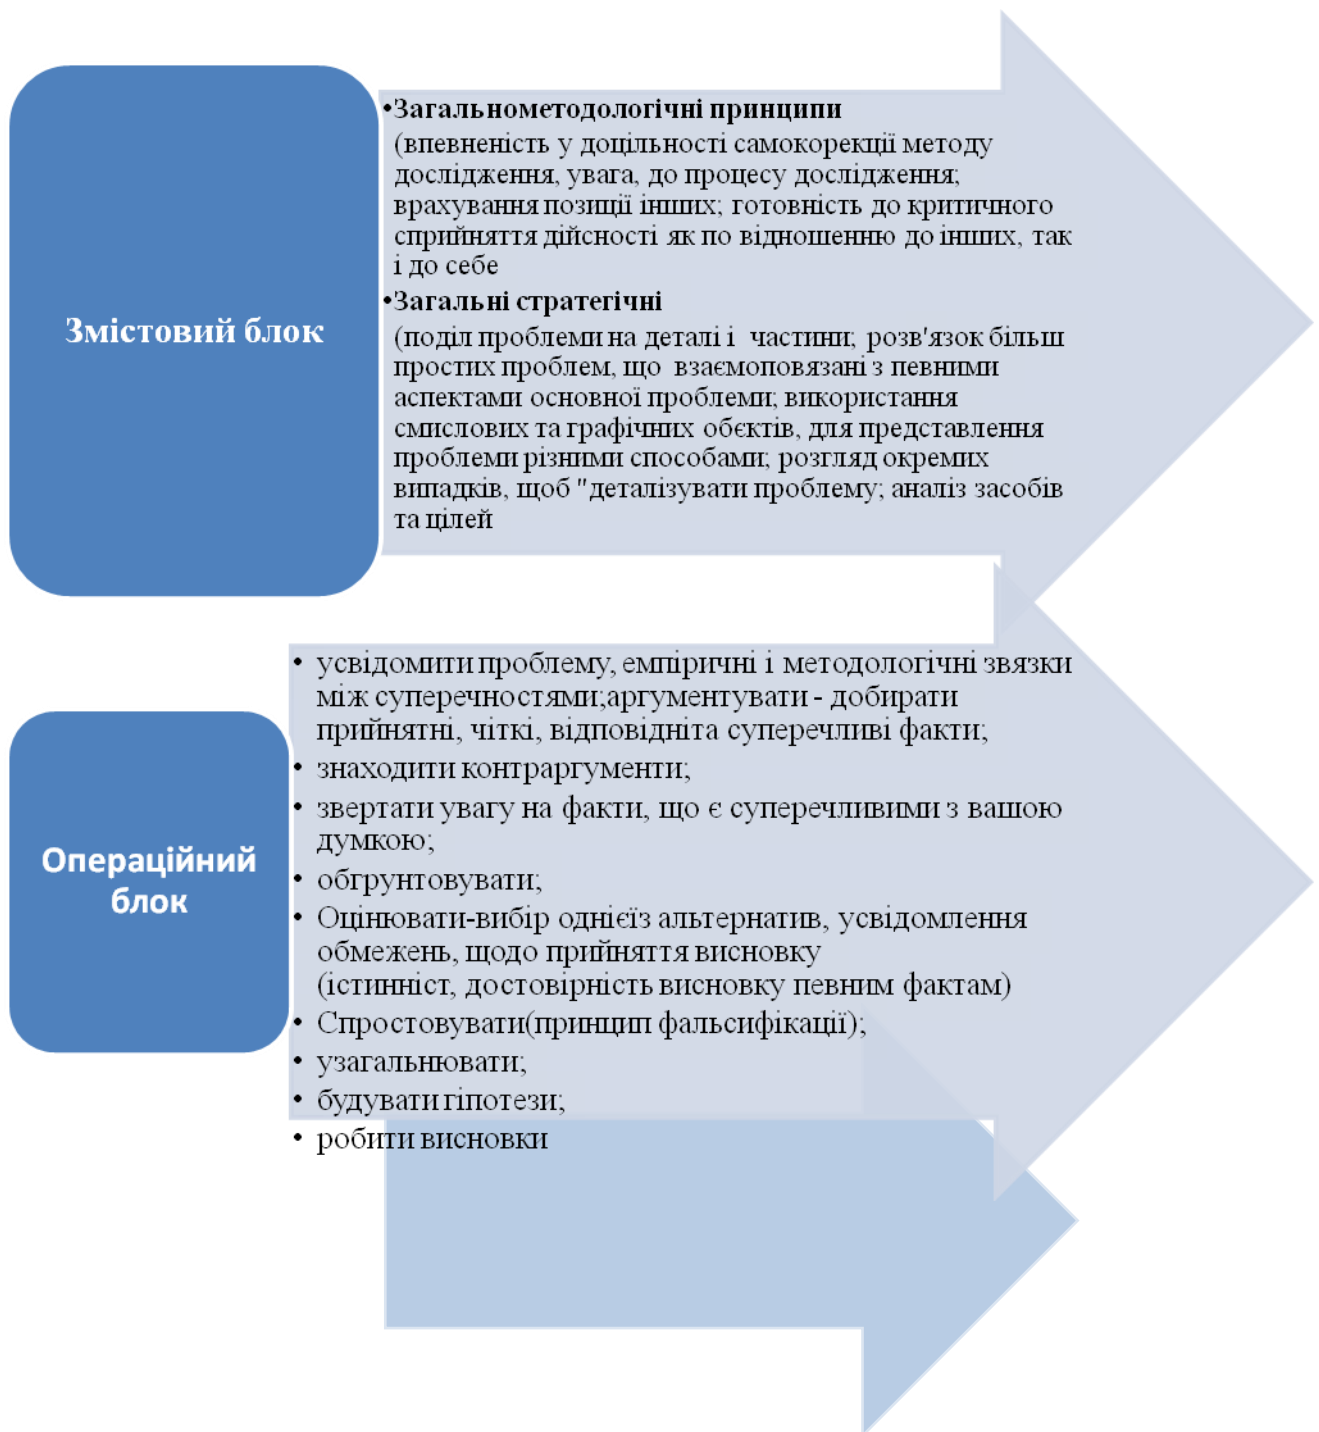 Змістовий блок
•Загальнометодологічні принципи
(впевненість у доцільності самокорекції методу
дослідження, увага, до процесу дослідження;
врахування позиції інших; готовність до критичного
сприйняття дійсності як по відношенню до інших, так
і до себе
•Загальні стратегічні
(поділ проблеми на деталі і  частини; розв'язок більш
простих проблем, що  взаємоповязані з певними
аспектами основної проблеми; використання
смислових та графічних обєктів, для представлення
проблеми різними способами; розгляд окремих
випадків, щоб "деталізувати проблему; аналіз засобів
та цілей
Операційний
блок
• усвідомити проблему, емпіричні і методологічні звязки
між суперечностями;аргументувати - добирати
прийнятні, чіткі, відповідніта суперечливі факти;
• знаходити контраргументи;
• звертати увагу на факти, що є суперечливими з вашою
думкою;
• обгрунтовувати;
• Оцінювати-вибір однієїз альтернатив, усвідомлення
обмежень, щодо прийняття висновку
(істинніст, достовірність висновку певним фактам)
• Спростовувати(принцип фальсифікації);
• узагальнювати;
• будувати гіпотези;
• робити висновки